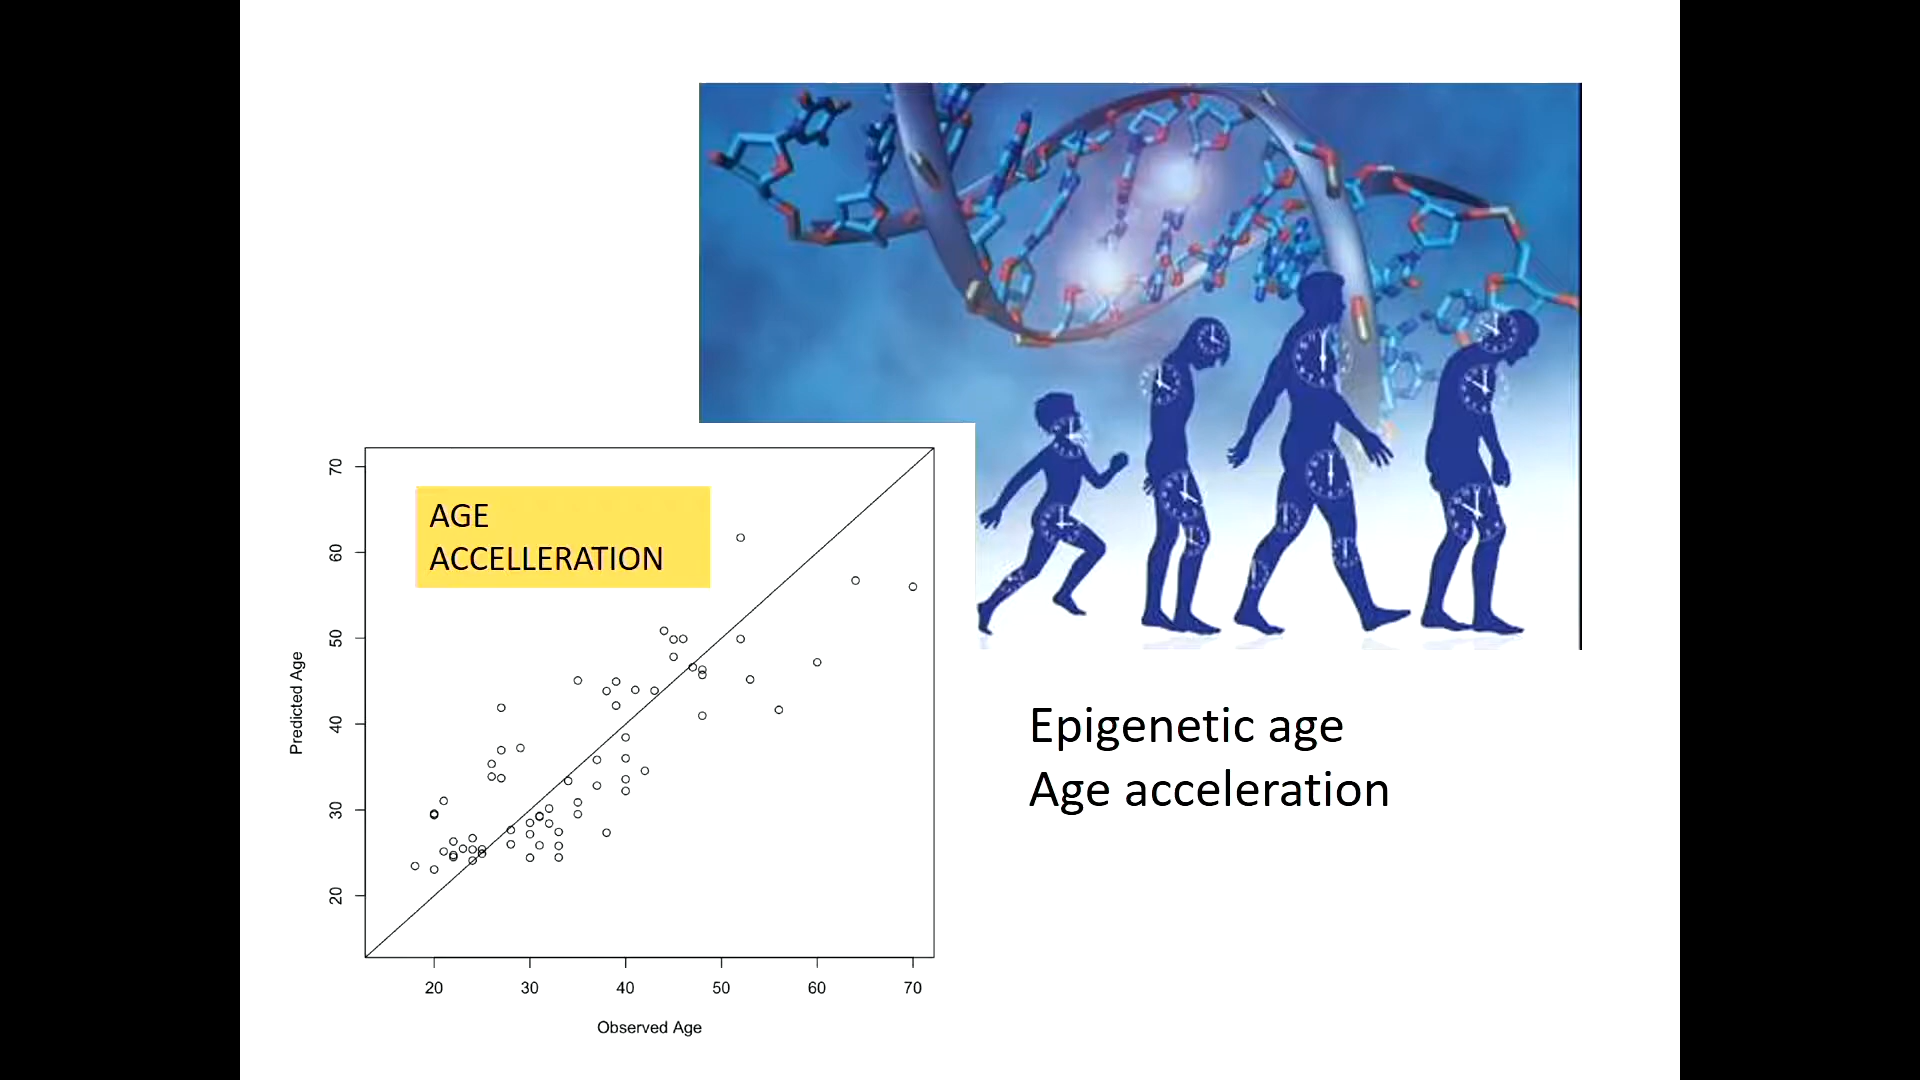 AGE
ACCELLERATION
70
60
50
40
30
20
Predicted Age
20 30 40 50 60 70
Observed Age
Epigenetic age
Age acceleration